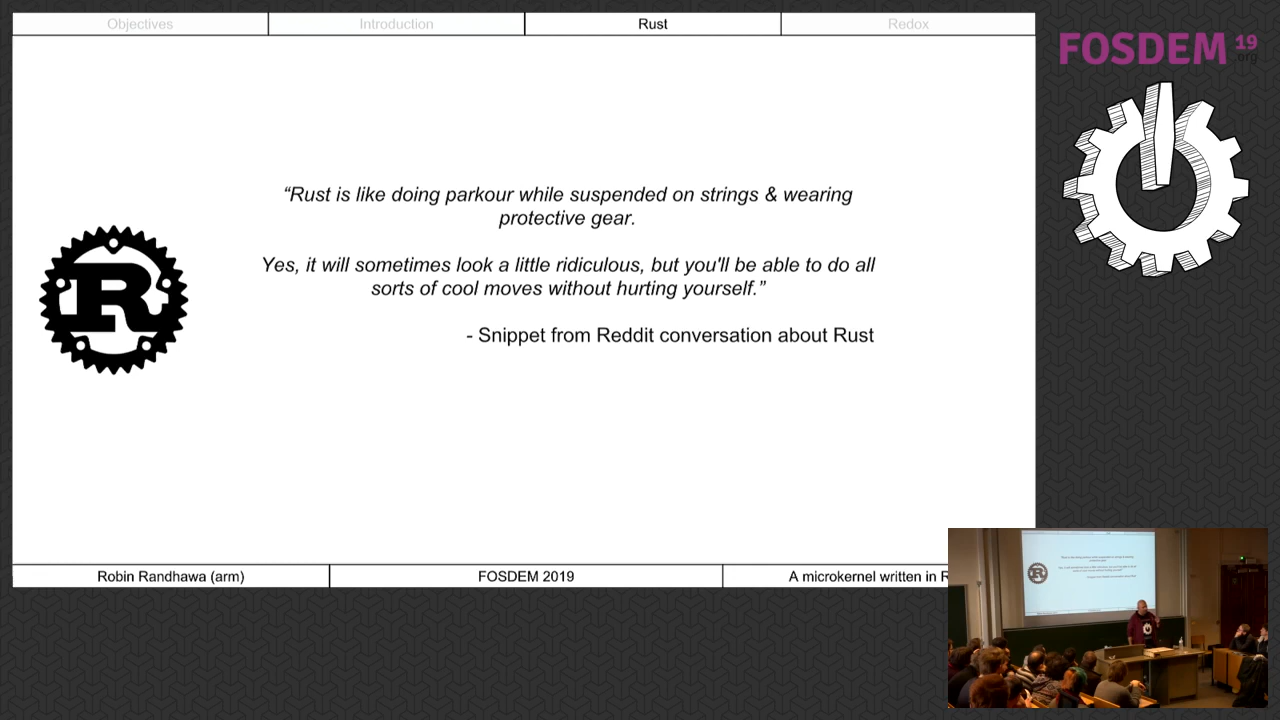 Objectives
Introduction
Rust
Redox
FOSDEM 19
.org
“Rust is like doing parkour while suspended on strings & wearing
protective gear.
Yes, it will sometimes look a little ridiculous, but you'll be able to do all
sorts of cool moves without hurting yourself.”
- Snippet from Reddit conversation about Rust
R
Robin Randhawa (arm)
FOSDEM 2019
A microkernel written in R